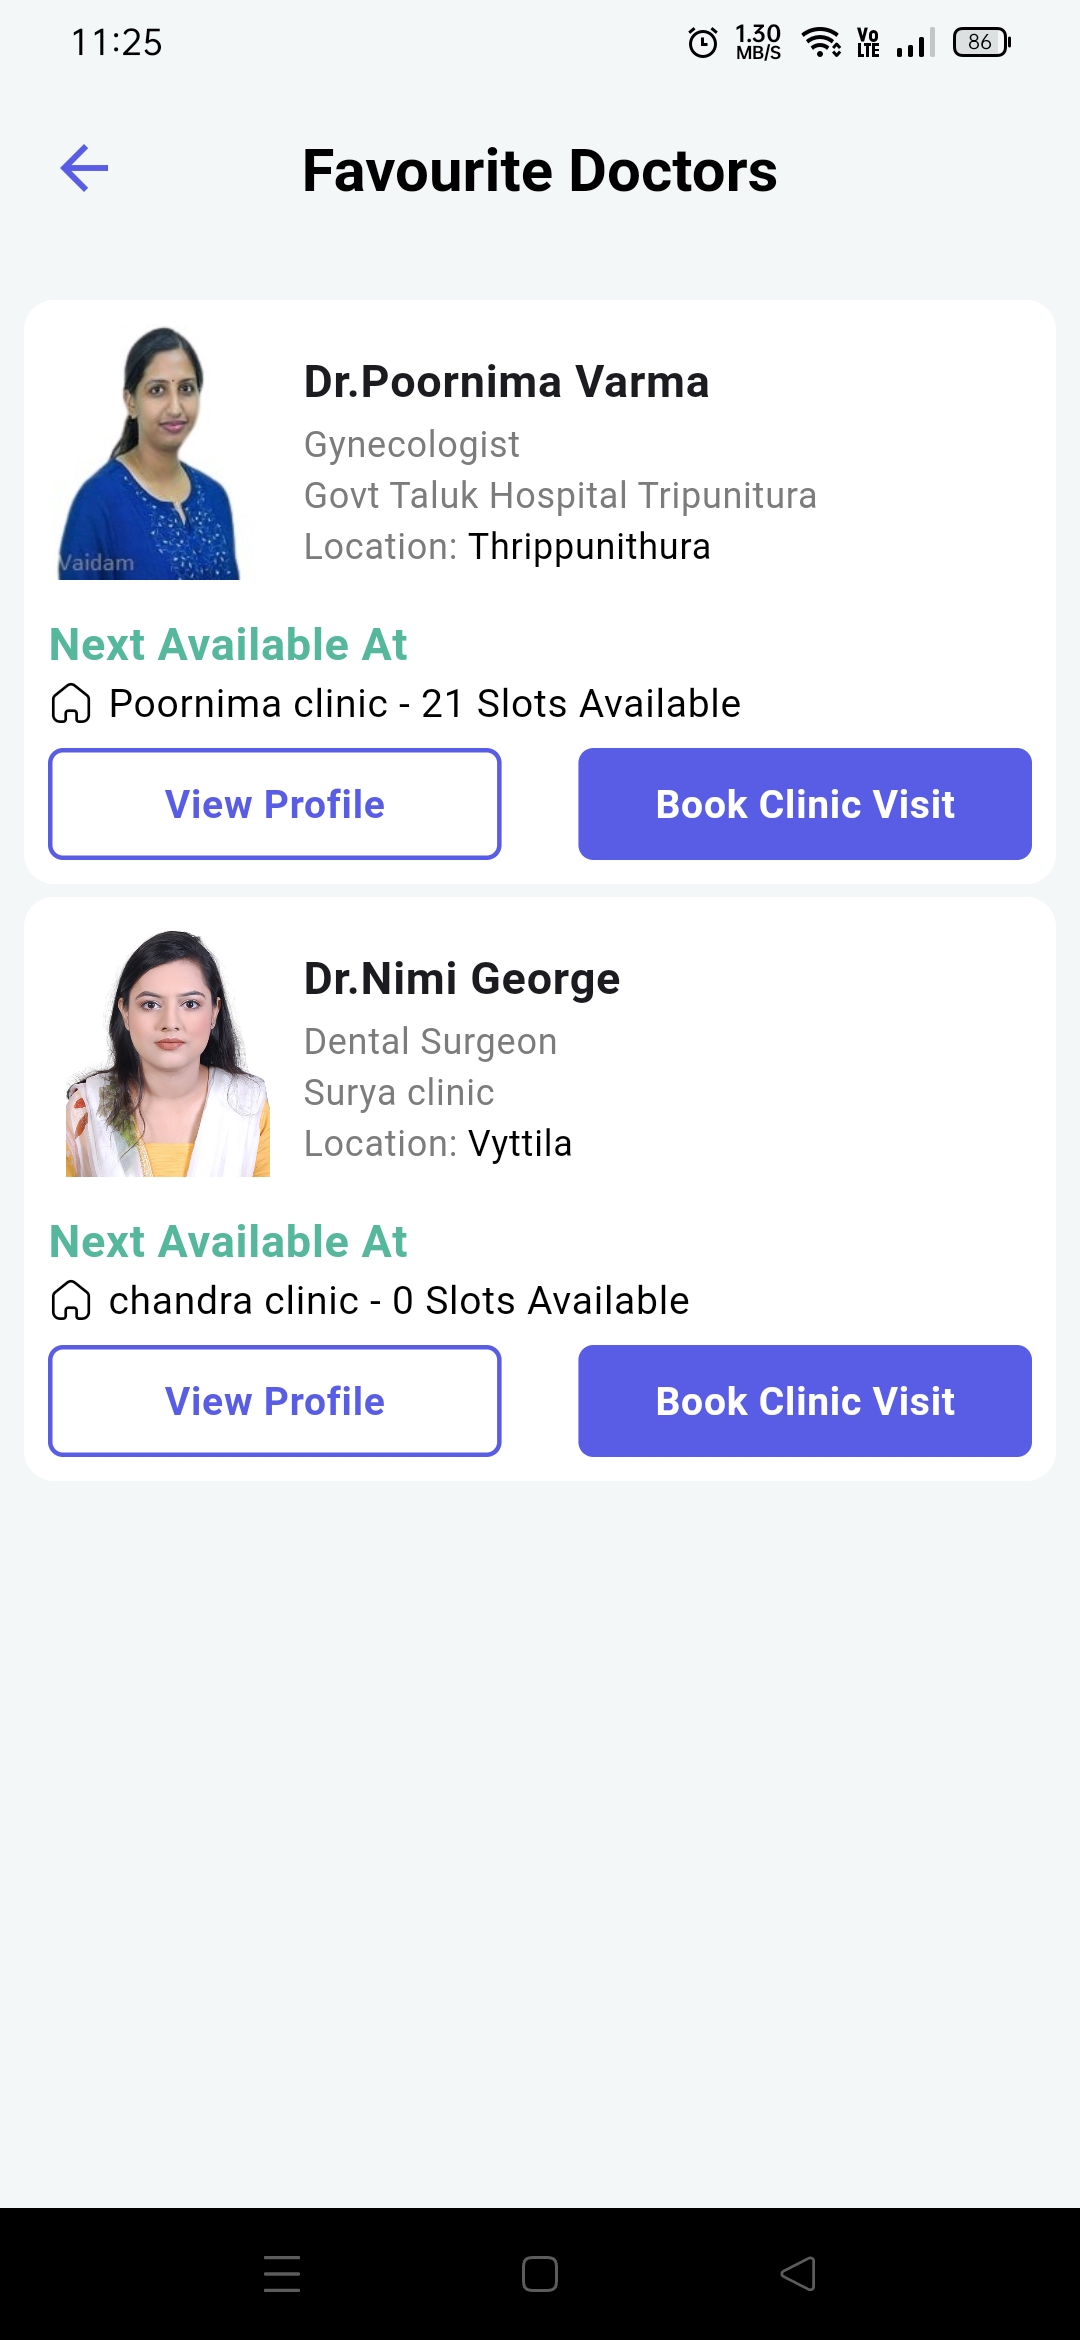 11:25
1.30
MB/S
Vo
LTE
86
Favourite Doctors
Dr.Poornima Varma
Gynecologist
Govt Taluk Hospital Tripunitura
Location: Thrippunithura
Vaidam
Next Available At
Poornima clinic - 21 Slots Available
View Profile
Book Clinic Visit
Dr.Nimi George
Dental Surgeon
Surya clinic
Location: Vyttila
Next Available At
chandra clinic - 0 Slots Available
View Profile
Book Clinic Visit